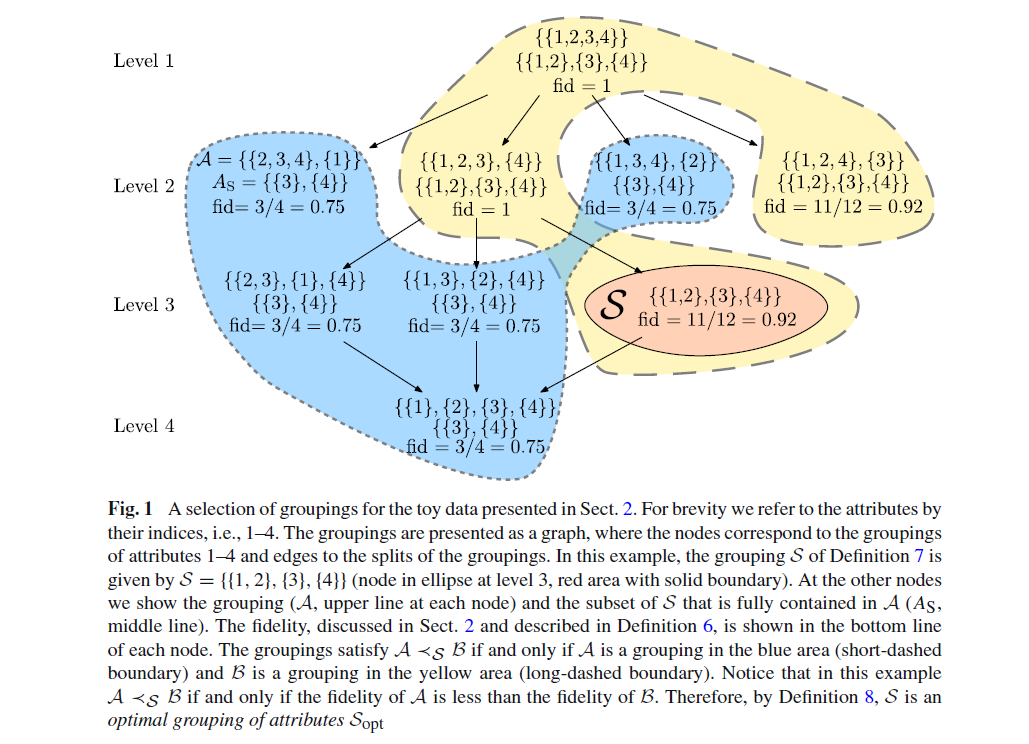 {{1,2,3,4}}
Level 1
{{1,2},{3},{4}}
fid = 1
Level 2
𝒜 = {{2, 3, 4}, {1}}
A_S = {{3}, {4}}
fid= 3/4 = 0.75
{{1, 2, 3}, {4}}
{{1,2},{3},{4}}
fid = 1
{{1, 3, 4}, {2}}
{{3},{4}}
fid= 3/4 = 0.75
{{1, 2, 4}, {3}}
{{1,2},{3},{4}}
fid = 11/12 = 0.92
Level 3
{{2, 3}, {1}, {4}}
{{3}, {4}}
fid= 3/4 = 0.75
{{1, 3}, {2}, {4}}
{{3}, {4}}
fid= 3/4 = 0.75
𝒮
{{1,2},{3},{4}}
fid = 11/12 = 0.92
Level 4
{{1}, {2}, {3}, {4}}
{{3}, {4}}
fid = 3/4 = 0.75
Fig. 1 A selection of groupings for the toy data presented in Sect. 2. For brevity we refer to the attributes by
their indices, i.e., 1–4. The groupings are presented as a graph, where the nodes correspond to the groupings
of attributes 1–4 and edges to the splits of the groupings. In this example, the grouping 𝒮 of Definition 7 is
given by 𝒮 = {{1, 2}, {3}, {4}} (node in ellipse at level 3, red area with solid boundary). At the other nodes
we show the grouping (𝒜, upper line at each node) and the subset of 𝒮 that is fully contained in 𝒜 (A_S,
middle line). The fidelity, discussed in Sect. 2 and described in Definition 6, is shown in the bottom line
of each node. The groupings satisfy 𝒜 ≺_𝒮 ℬ if and only if 𝒜 is a grouping in the blue area (short-dashed
boundary) and ℬ is a grouping in the yellow area (long-dashed boundary). Notice that in this example
𝒜 ≺_𝒮 ℬ if and only if the fidelity of 𝒜 is less than the fidelity of ℬ. Therefore, by Definition 8, 𝒮 is an
optimal grouping of attributes 𝒮_opt